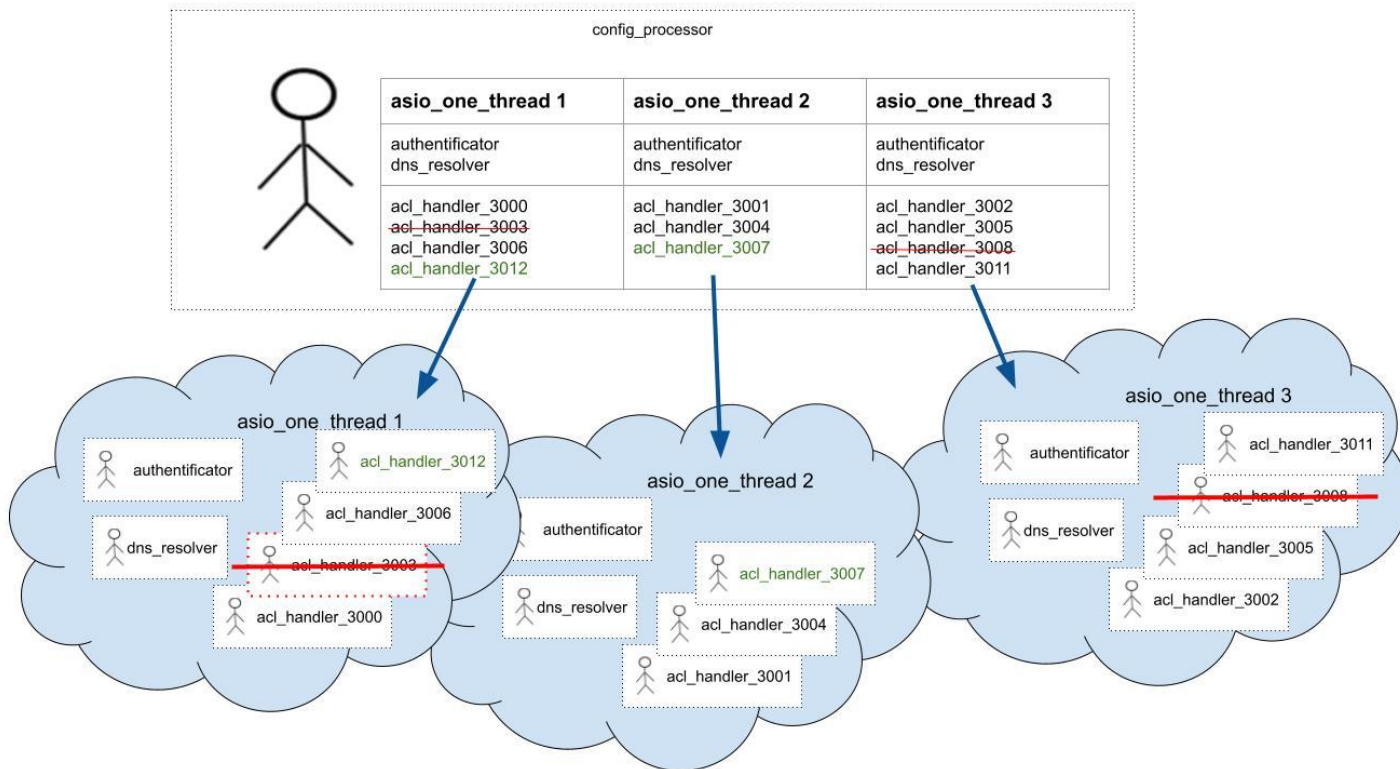 config_processor
asio_one_thread 1 asio_one_thread 2 asio_one_thread 3
authentificator authentificator authentificator
dns_resolver dns_resolver dns_resolver
acl_handler_3000 acl_handler_3001 acl_handler_3002
acl_handler_3003 acl_handler_3004 acl_handler_3005
acl_handler_3006 acl_handler_3007 acl_handler_3008
acl_handler_3012 acl_handler_3011
asio_one_thread 1
authentificator
acl_handler_3012
acl_handler_3006
dns_resolver
acl_handler_3003
acl_handler_3000
asio_one_thread 2
authentificator
acl_handler_3007
dns_resolver
acl_handler_3004
acl_handler_3001
asio_one_thread 3
acl_handler_3011
authentificator
acl_handler_3008
dns_resolver
acl_handler_3005
acl_handler_3002